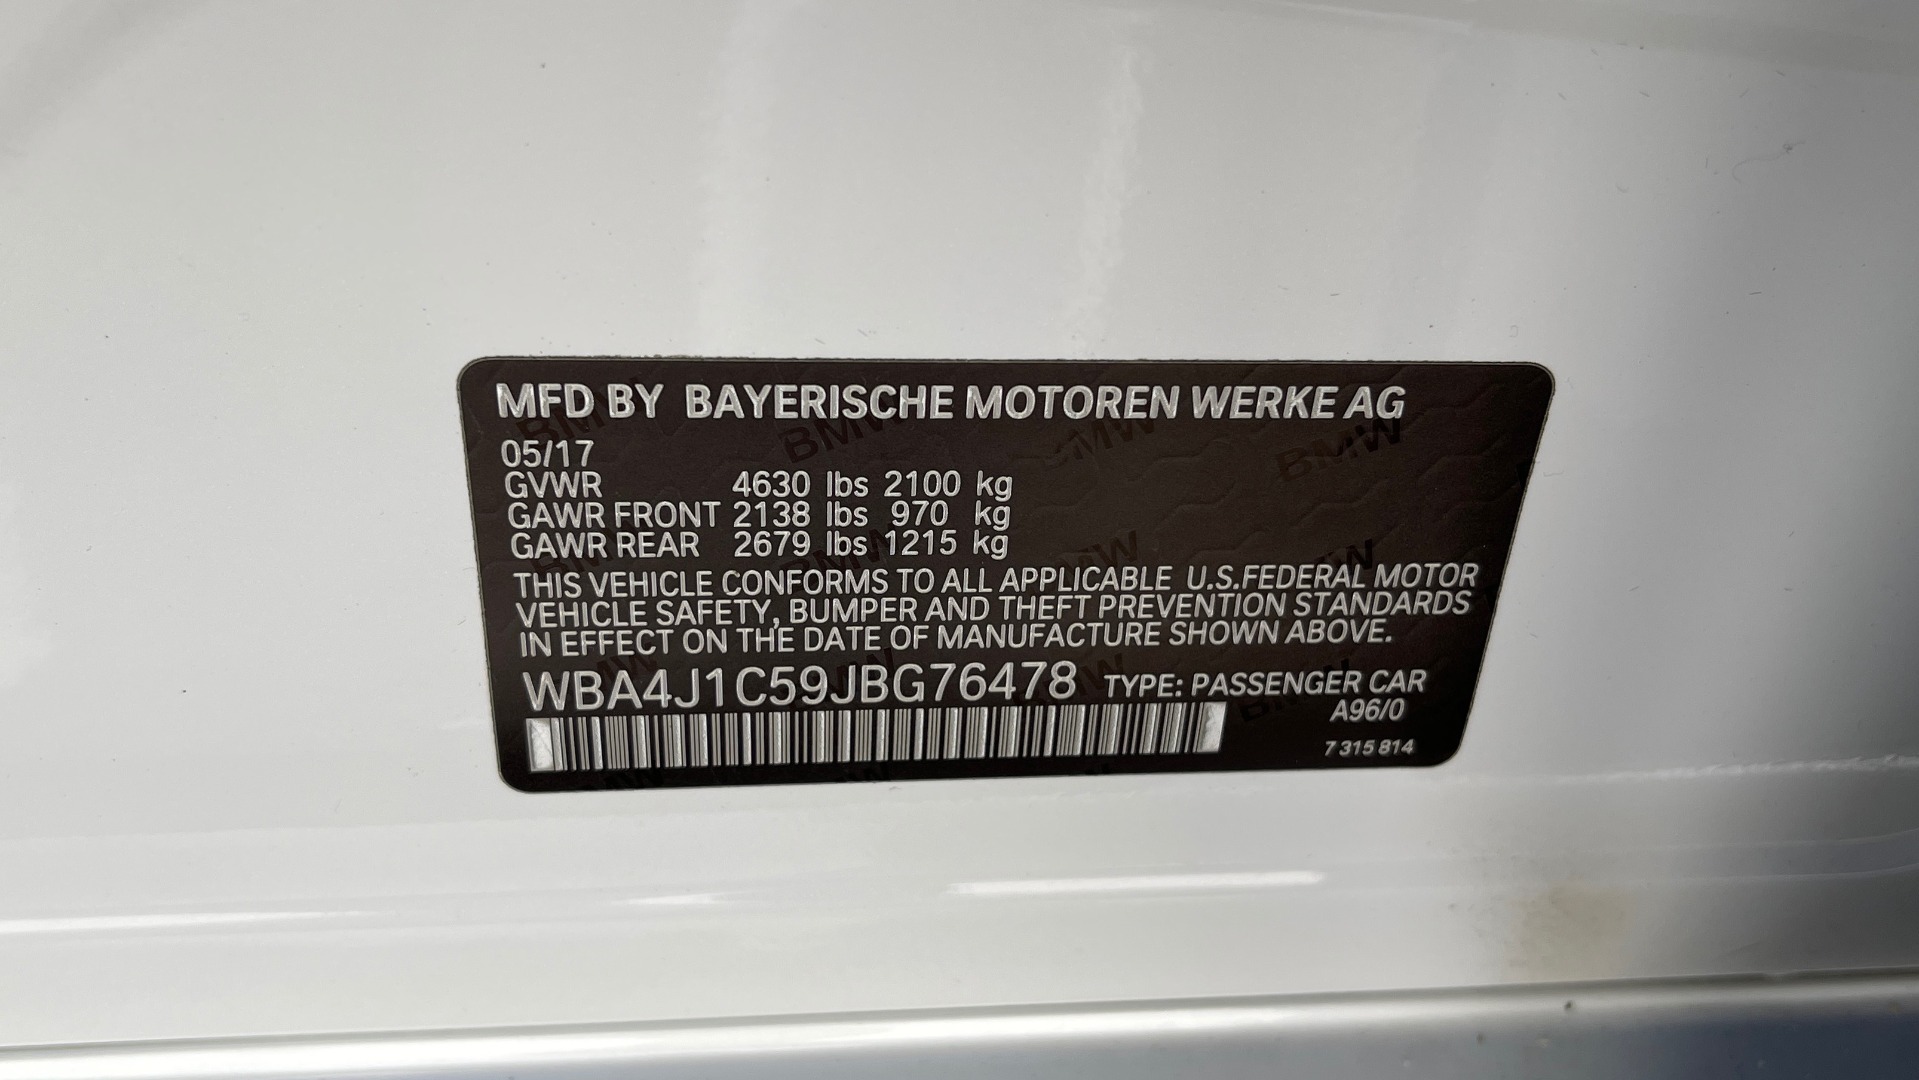 MFD BY BAYERISCHE MOTOREN WERKE AG
05/17
GVWR 4630 lbs 2100 kg
GAWR FRONT 2138 lbs 970 kg
GAWR REAR 2679 lbs 1215 kg
THIS VEHICLE CONFORMS TO ALL APPLICABLE U.S.FEDERAL MOTOR
VEHICLE SAFETY, BUMPER AND THEFT PREVENTION STANDARDS
IN EFFECT ON THE DATE OF MANUFACTURE SHOWN ABOVE.
WBA4J1C59JBG76478 TYPE: PASSENGER CAR
A96/0
7 315 814